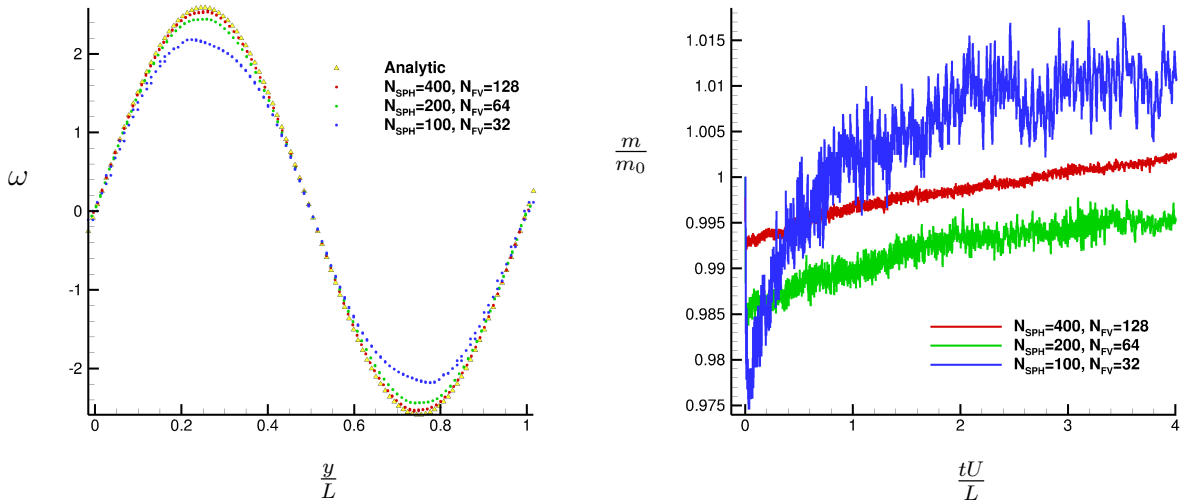 2
1
0
-1
-2
ω
0
0.2
0.4
0.6
0.8
1
y/L
Analytic
N_SPH=400, N_FV=128
N_SPH=200, N_FV=64
N_SPH=100, N_FV=32
1.015
1.01
1.005
1
0.995
0.99
0.985
0.98
0.975
m/m_0
0
1
2
3
4
tU/L
N_SPH=400, N_FV=128
N_SPH=200, N_FV=64
N_SPH=100, N_FV=32